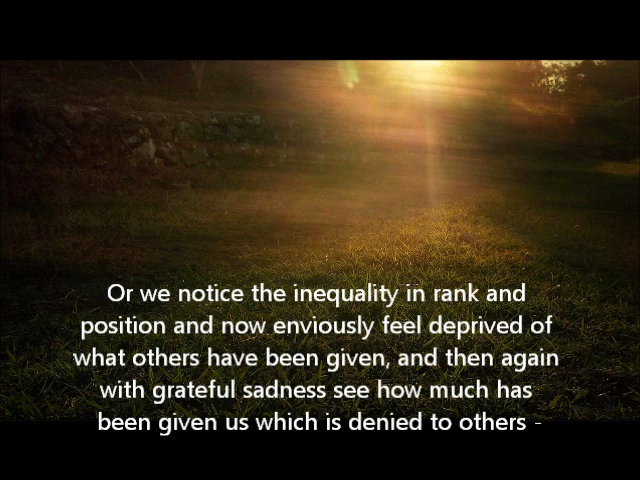 Or we notice the inequality in rank and
position and now enviously feel deprived of
what others have been given, and then again
with grateful sadness see how much has
been given us which is denied to others -